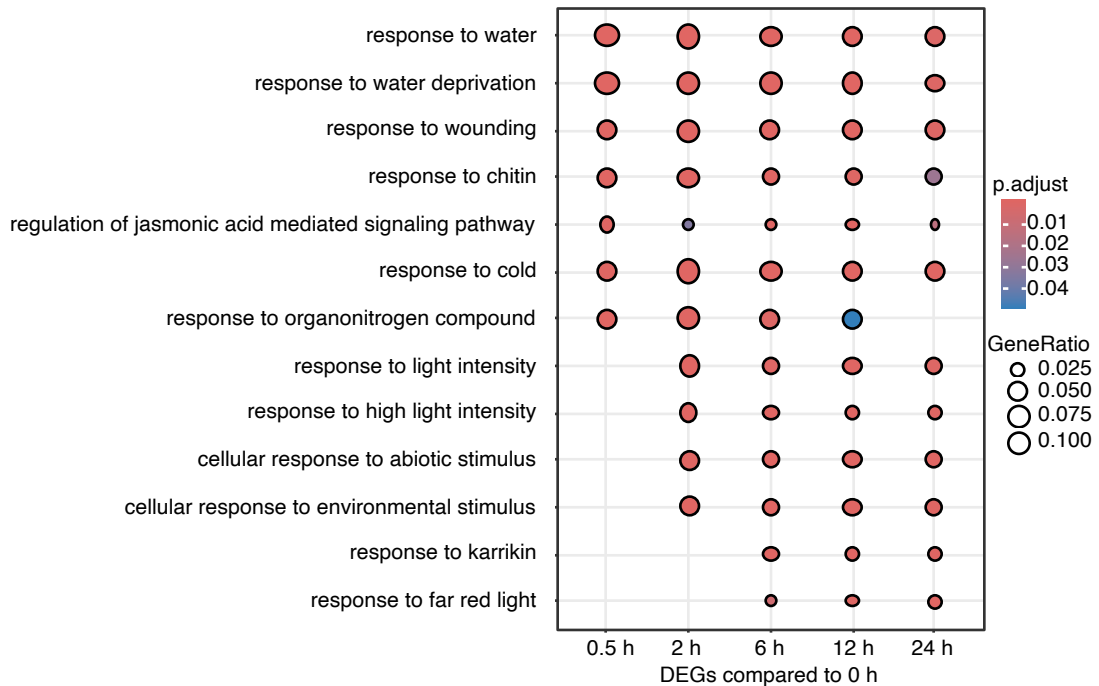 response to water
response to water deprivation
response to wounding
response to chitin
regulation of jasmonic acid mediated signaling pathway
response to cold
response to organonitrogen compound
response to light intensity
response to high light intensity
cellular response to abiotic stimulus
cellular response to environmental stimulus
response to karrikin
response to far red light
0.5 h 2 h 6 h 12 h 24 h
DEGs compared to 0 h
p.adjust
0.01
0.02
0.03
0.04
GeneRatio
0.025
0.050
0.075
0.100